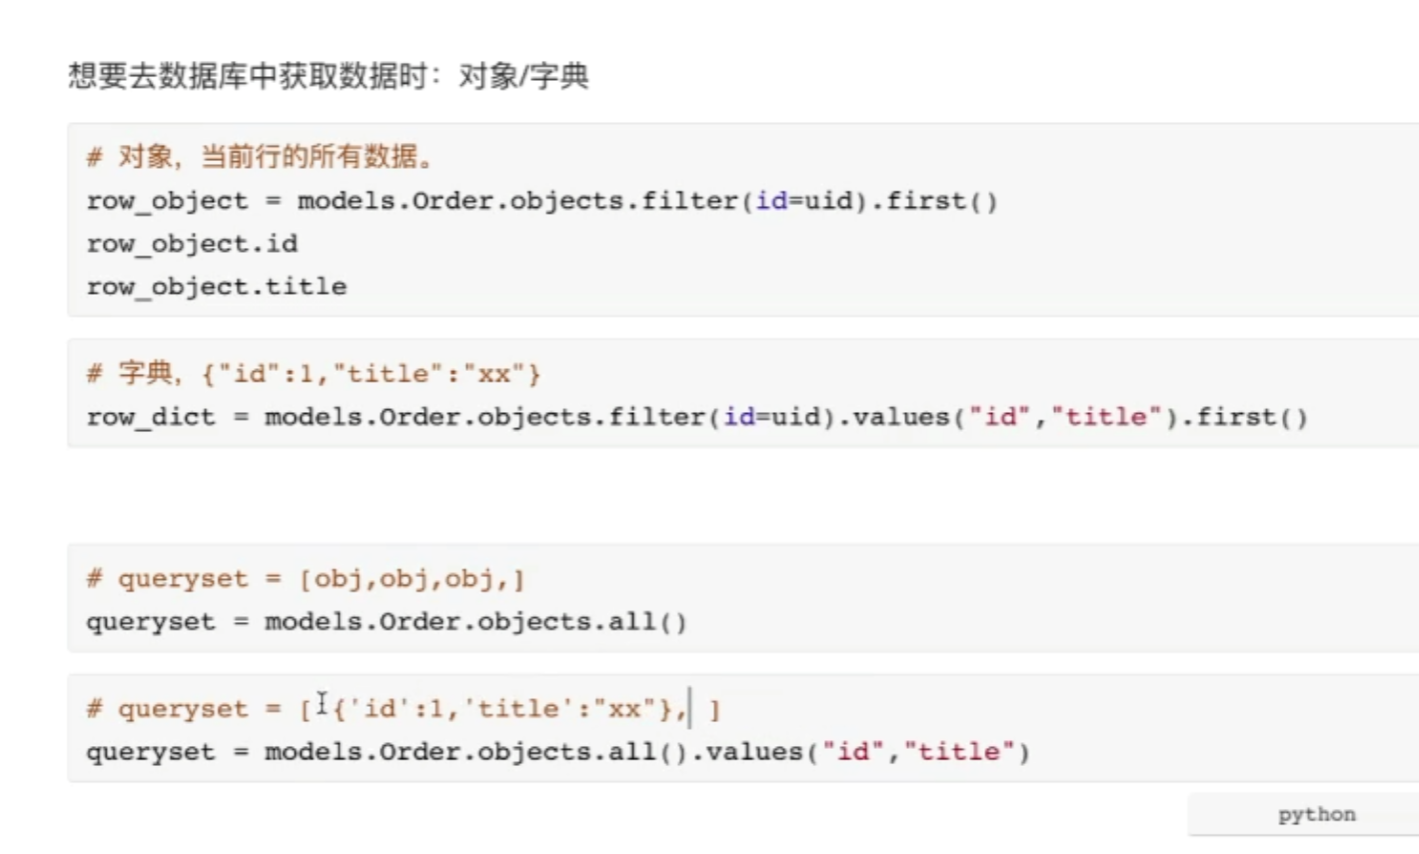 想要去数据库中获取数据时：对象/字典
# 对象，当前行的所有数据。
row_object = models.Order.objects.filter(id=uid).first()
row_object.id
row_object.title
# 字典，{"id":1,"title":"xx"}
row_dict = models.Order.objects.filter(id=uid).values("id","title").first()
# queryset = [obj,obj,obj,]
queryset = models.Order.objects.all()
# queryset = [ {'id':1,'title':"xx"}, ]
queryset = models.Order.objects.all().values("id","title")
python